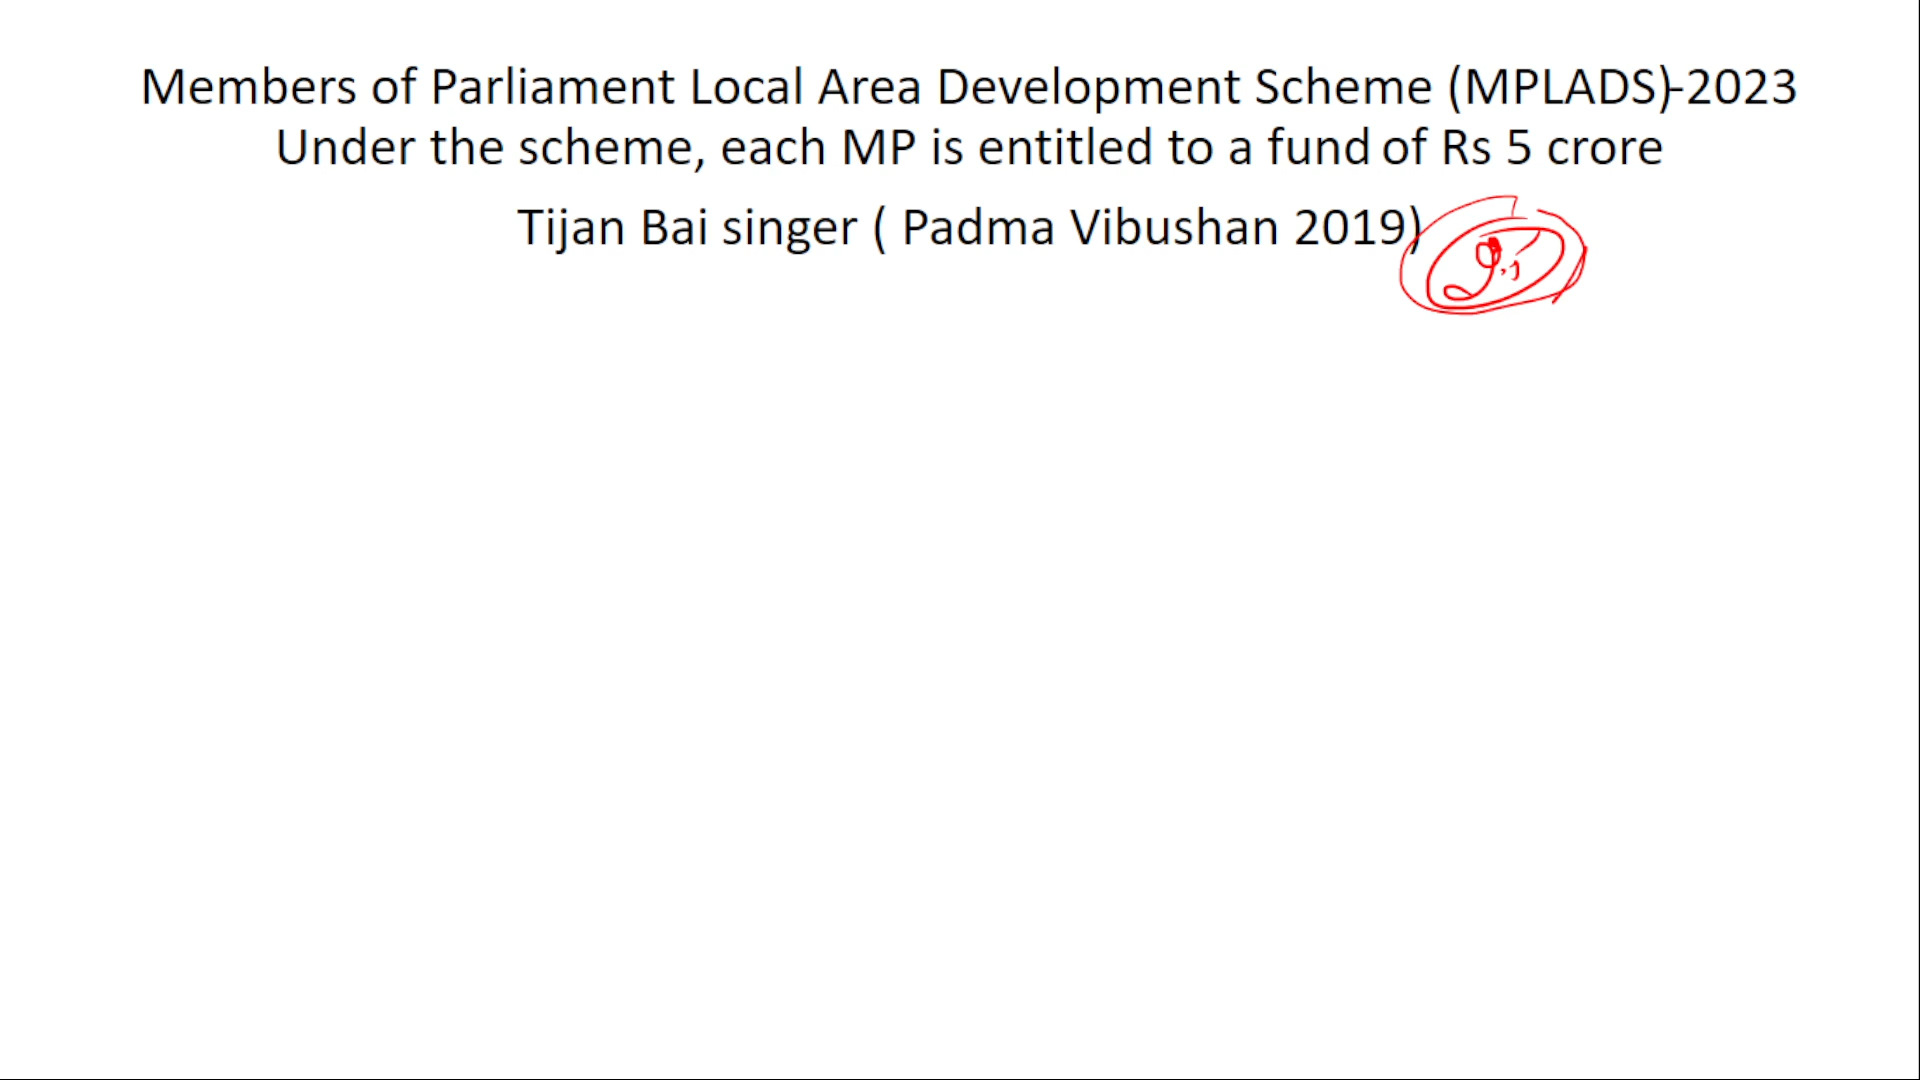 Members of Parliament Local Area Development Scheme (MPLADS)-2023
Under the scheme, each MP is entitled to a fund of Rs 5 crore
Tijan Bai singer ( Padma Vibushan 2019)